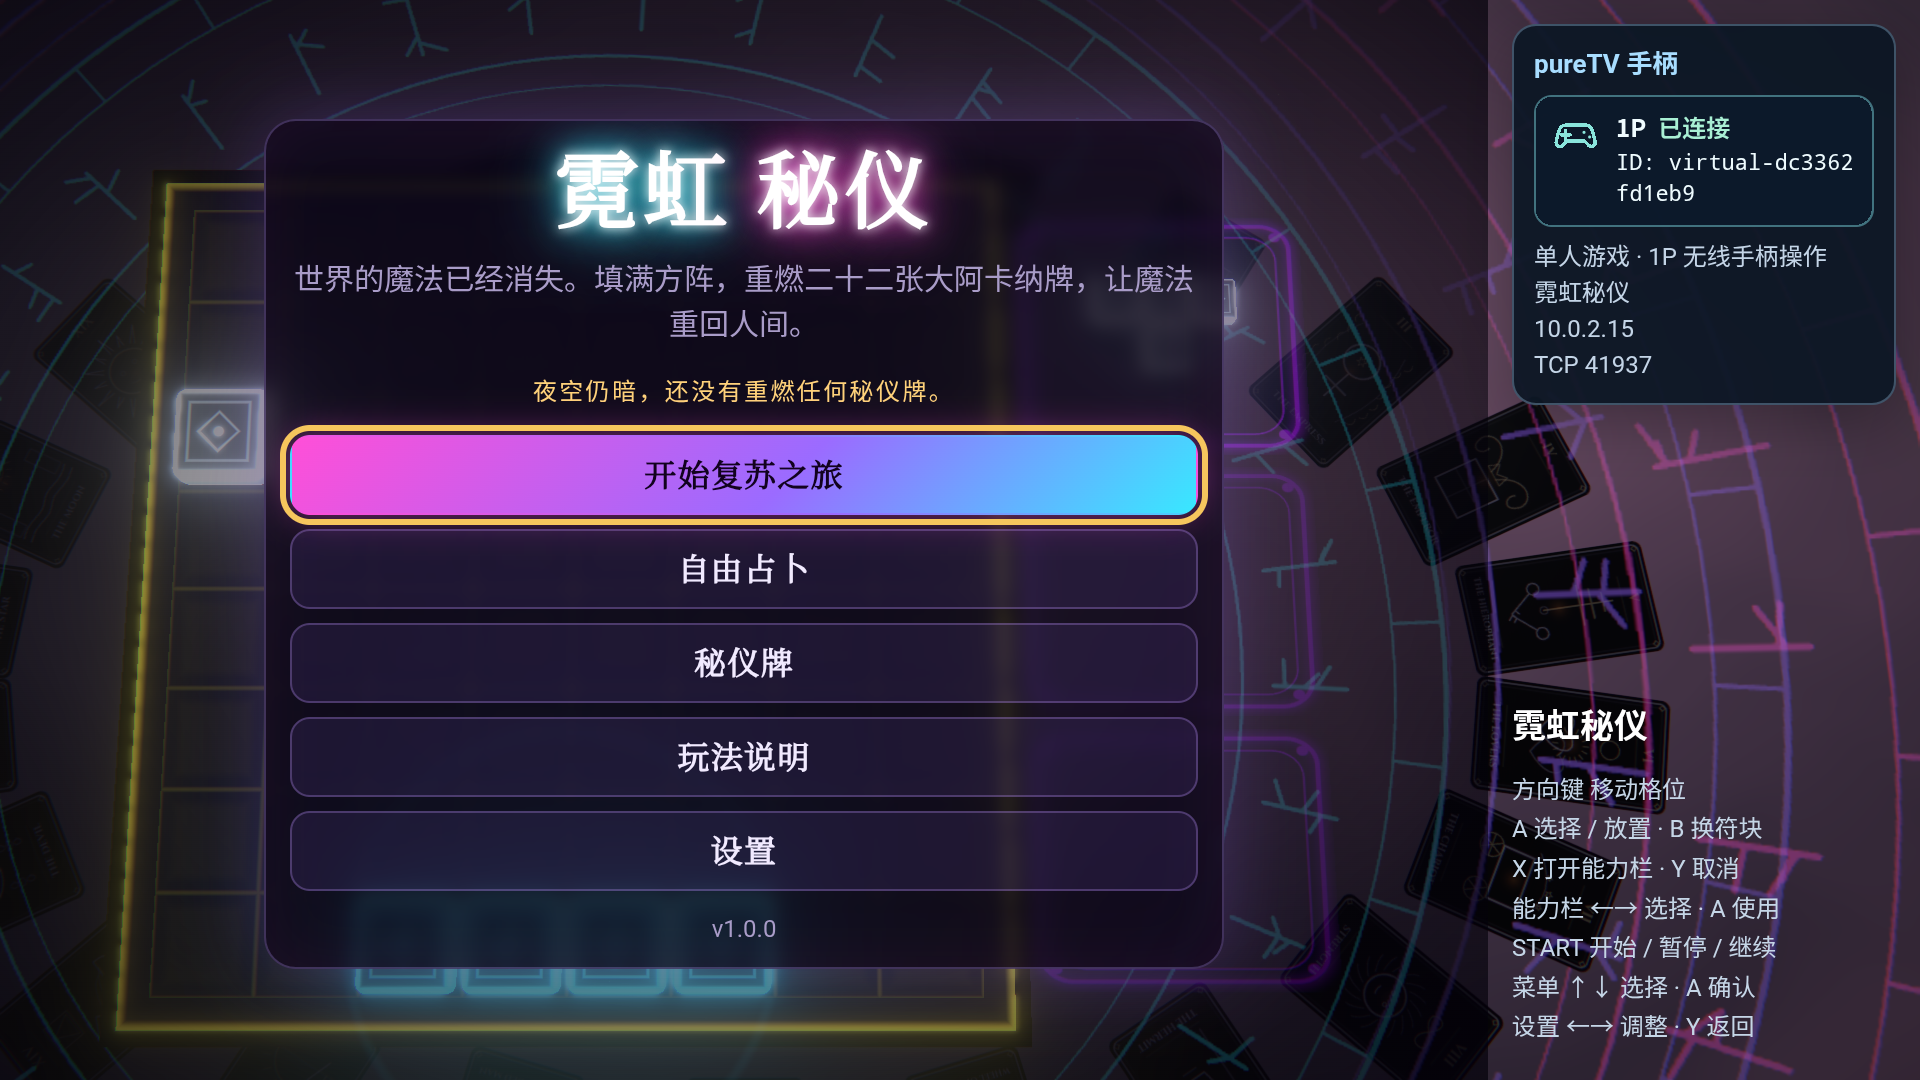 霓虹 秘仪
世界的魔法已经消失。填满方阵，重燃二十二张大阿卡纳牌，让魔法
重回人间。
夜空仍暗，还没有重燃任何秘仪牌。
开始复苏之旅
自由占卜
秘仪牌
玩法说明
设置
v1.0.0
pureTV 手柄
1P 已连接
ID: virtual-dc3362
fd1eb9
单人游戏 · 1P 无线手柄操作
霓虹秘仪
10.0.2.15
TCP 41937
霓虹秘仪
方向键 移动格位
A 选择 / 放置 · B 换符块
X 打开能力栏 · Y 取消
能力栏 ←→ 选择 · A 使用
START 开始 / 暂停 / 继续
菜单 ↑↓ 选择 · A 确认
设置 ←→ 调整 · Y 返回